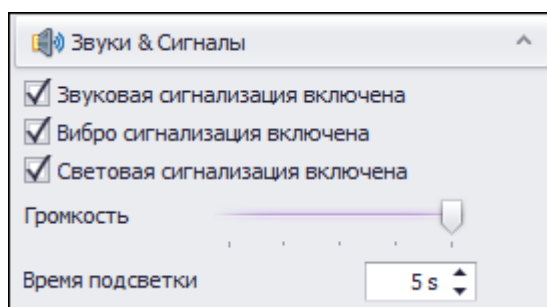 Звуки & Сигналы
Звуковая сигнализация включена
Вибро сигнализация включена
Световая сигнализация включена
Громкость
Время подсветки 5 s